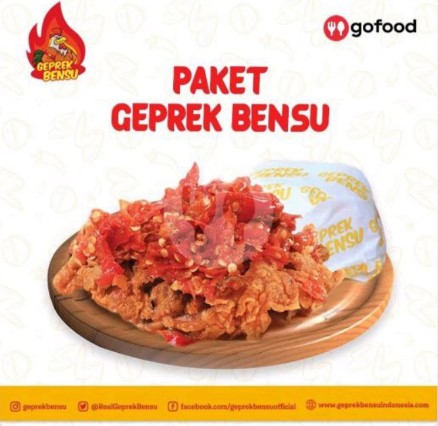 GEPREK
BENSU
gofood
PAKET
GEPREK BENSU
GEPREK
BENSU
geprekbensu
@RealGeprekBensu
facebook.com/geprekbensuofficial
www.geprekbensuindonesia.com